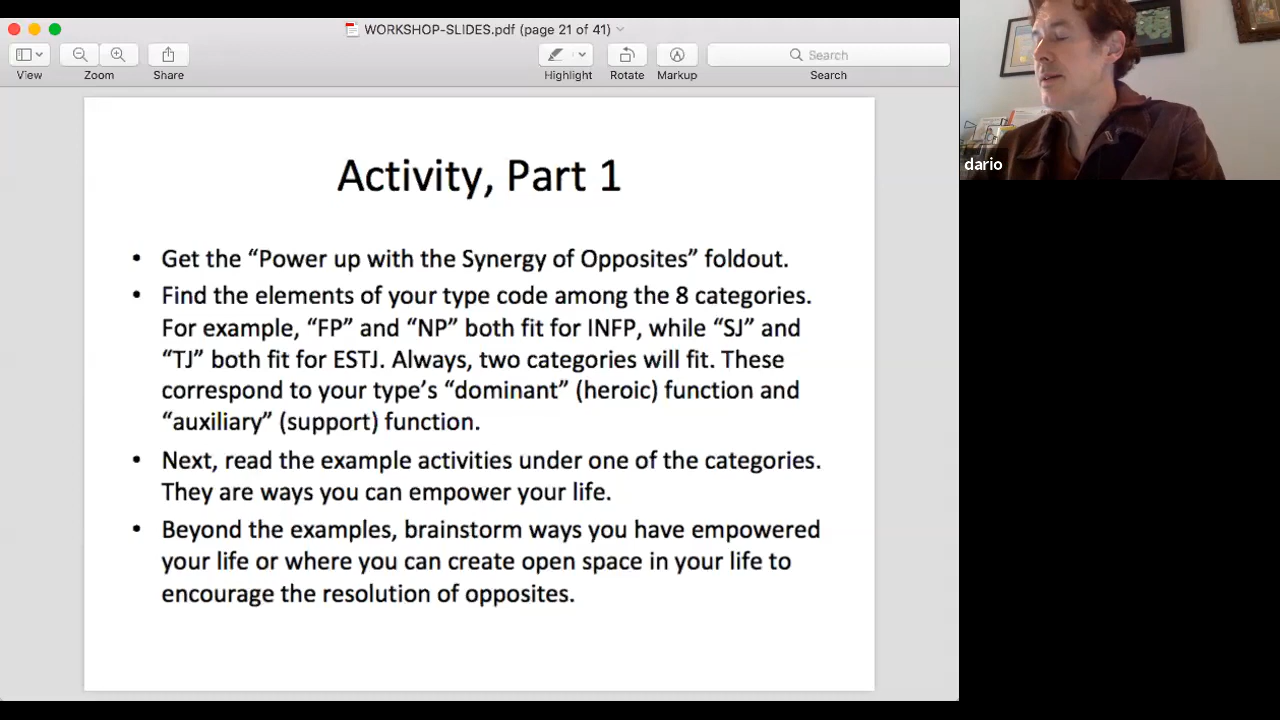 WORKSHOP-SLIDES.pdf (page 21 of 41)
View
Zoom
Share
Highlight
Rotate
Markup
Search
Search
dario
Activity, Part 1
• Get the “Power up with the Synergy of Opposites” foldout.
• Find the elements of your type code among the 8 categories.
For example, “FP” and “NP” both fit for INFP, while “SJ” and
“TJ” both fit for ESTJ. Always, two categories will fit. These
correspond to your type’s “dominant” (heroic) function and
“auxiliary” (support) function.
• Next, read the example activities under one of the categories.
They are ways you can empower your life.
• Beyond the examples, brainstorm ways you have empowered
your life or where you can create open space in your life to
encourage the resolution of opposites.